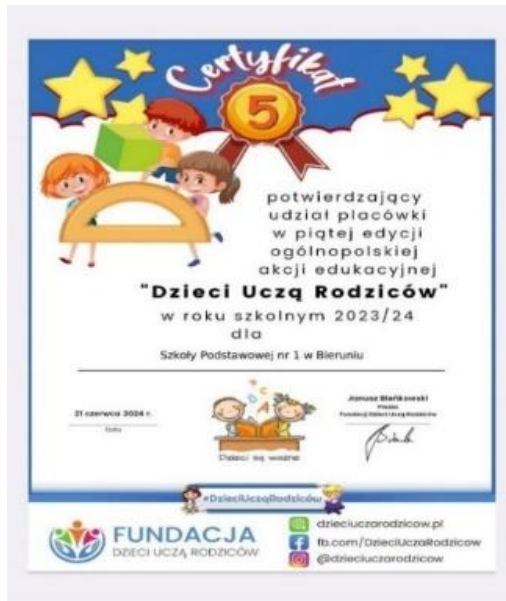 Certyfikat
5
potwierdzający
udział placówki
w piątej edycji
ogólnopolskiej
akcji edukacyjnej
"Dzieci Uczą Rodziców"
w roku szkolnym 2023/24
dla
Szkoły Podstawowej nr 1 w Bieruniu
21 czerwca 2024 r.
Janusz Bieńkowski
Prezes
Fundacji Dzieci Uczą Rodziców
Dzieci są ważne
#DzieciUcząRodziców
FUNDACJA
DZIECI UCZĄ RODZICÓW
dzieciuczarodzicow.pl
fb.com/DzieciUczaRodzicow
@dzieciuczarodzicow